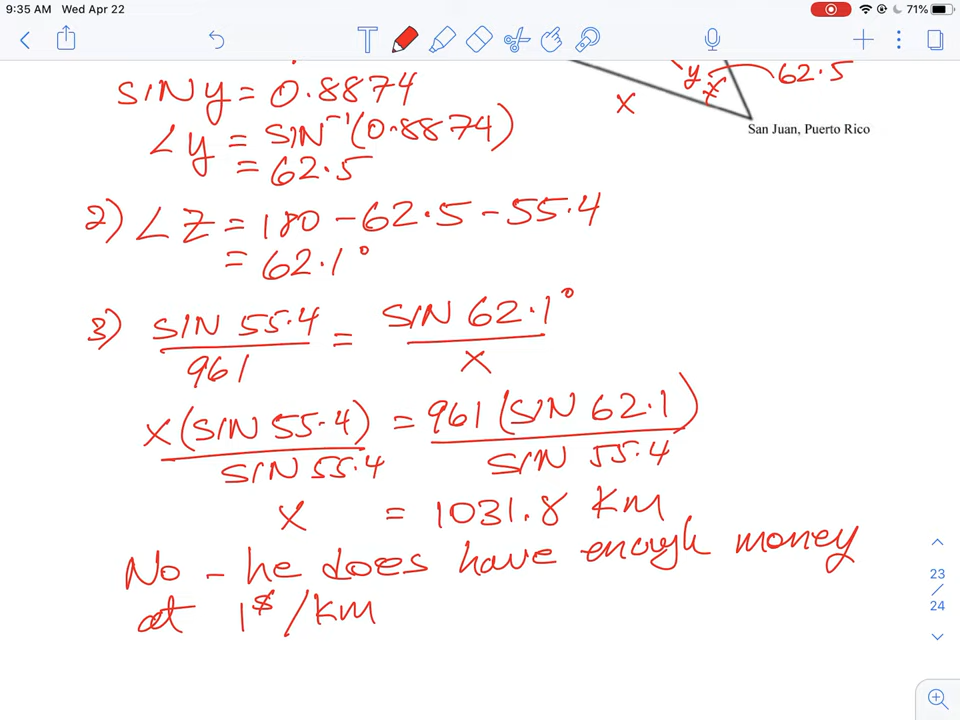 9:35 AM Wed Apr 22
71%
T
y
z
62.5
x
San Juan, Puerto Rico
SIN y = 0.8874
∠y = SIN⁻¹(0.8874)
= 62.5
2) ∠Z = 180 - 62.5 - 55.4
= 62.1°
3) SIN 55.4 / 961 = SIN 62.1° / x
x(SIN 55.4) / SIN 55.4 = 961 (SIN 62.1) / SIN 55.4
x = 1031.8 KM
No - he does have enough money
at 1$/KM
23
/
24